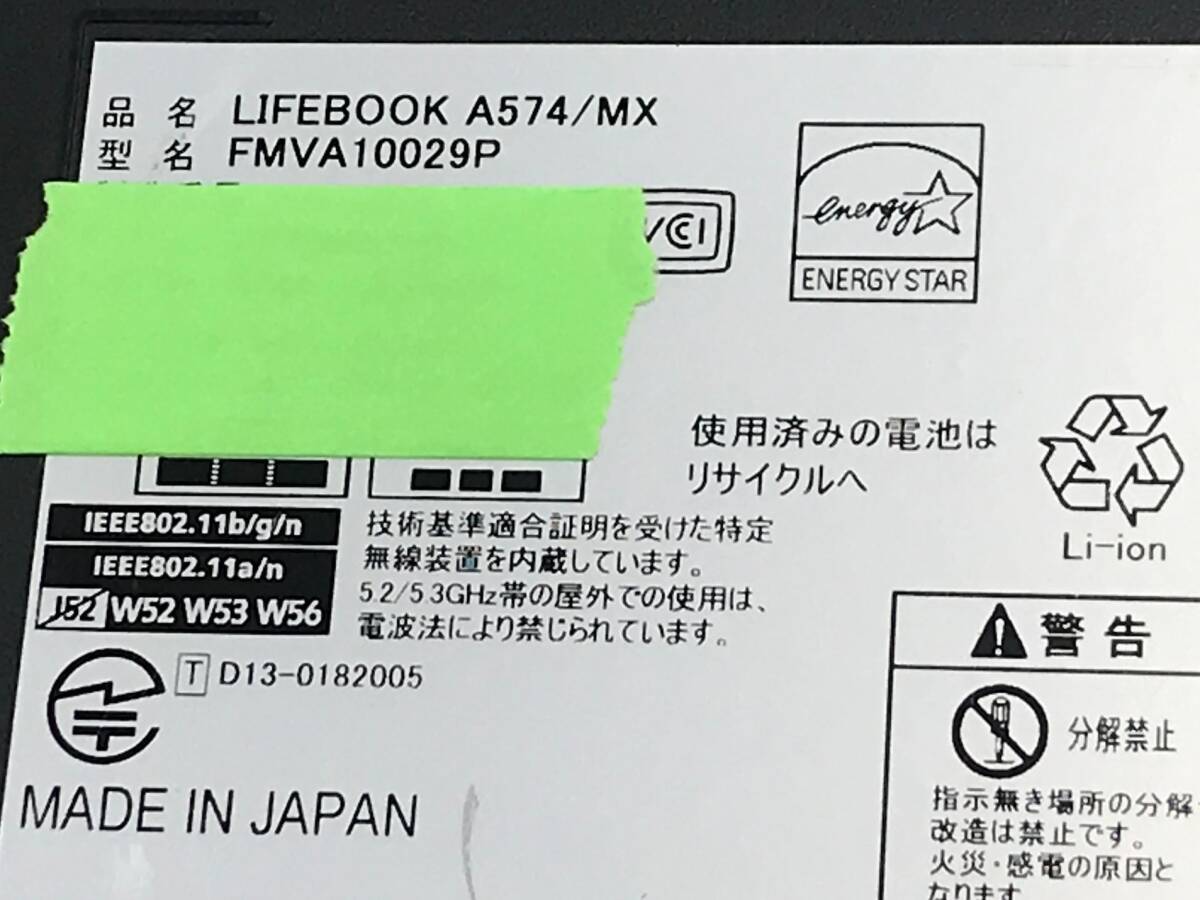 品 名 LIFEBOOK A574/MX
型 名 FMVA10029P
VCI
energy
ENERGY STAR
使用済みの電池は
リサイクルへ
Li-ion
IEEE802.11b/g/n
IEEE802.11a/n
J52 W52 W53 W56
技術基準適合証明を受けた特定
無線装置を内蔵しています。
5.2/5.3GHz帯の屋外での使用は、
電波法により禁じられています。
T D13-0182005
MADE IN JAPAN
警告
分解禁止
指示無き場所の分解
改造は禁止です。
火災・感電の原因と
なります